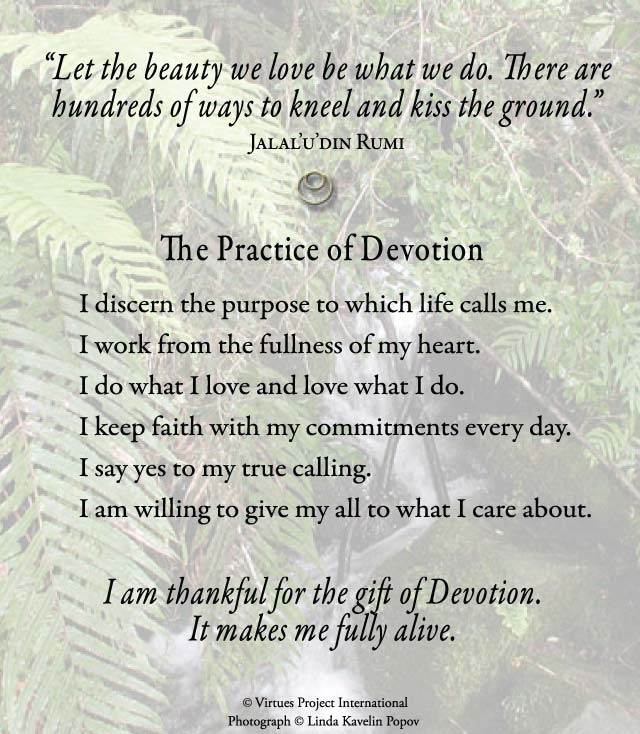 “Let the beauty we love be what we do. There are
hundreds of ways to kneel and kiss the ground.”
Jalal’u’din Rumi
The Practice of Devotion
I discern the purpose to which life calls me.
I work from the fullness of my heart.
I do what I love and love what I do.
I keep faith with my commitments every day.
I say yes to my true calling.
I am willing to give my all to what I care about.
I am thankful for the gift of Devotion.
It makes me fully alive.
© Virtues Project International
Photograph © Linda Kavelin Popov